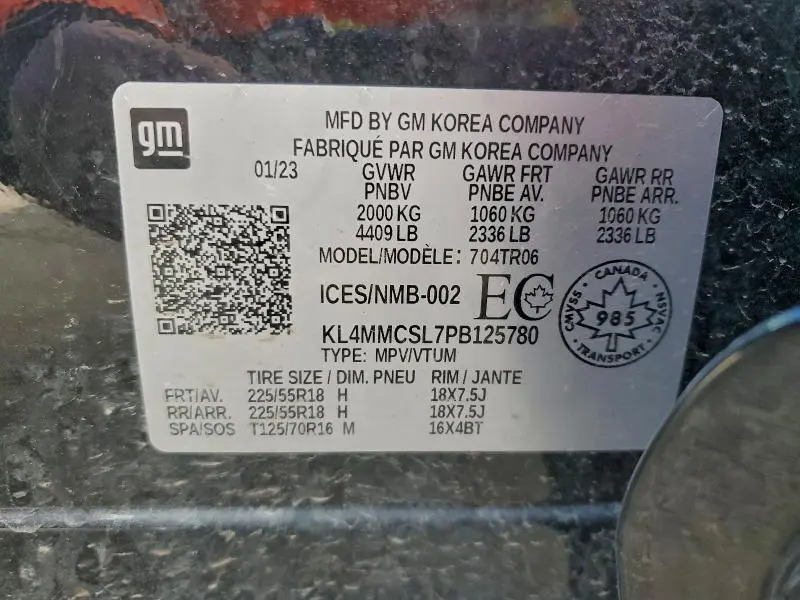 gm
MFD BY GM KOREA COMPANY
FABRIQUÉ PAR GM KOREA COMPANY
01/23 GVWR GAWR FRT GAWR RR
PNBV PNBE AV. PNBE ARR.
2000 KG 1060 KG 1060 KG
4409 LB 2336 LB 2336 LB
MODEL/MODÈLE: 704TR06
ICES/NMB-002 EC
CANADA
CMVSS 985 NSVAC
TRANSPORT
KL4MMCSL7PB125780
TYPE: MPV/VTUM
TIRE SIZE / DIM. PNEU RIM / JANTE
FRT/AV. 225/55R18 H 18X7.5J
RR/ARR. 225/55R18 H 18X7.5J
SPA/SOS T125/70R16 M 16X4BT